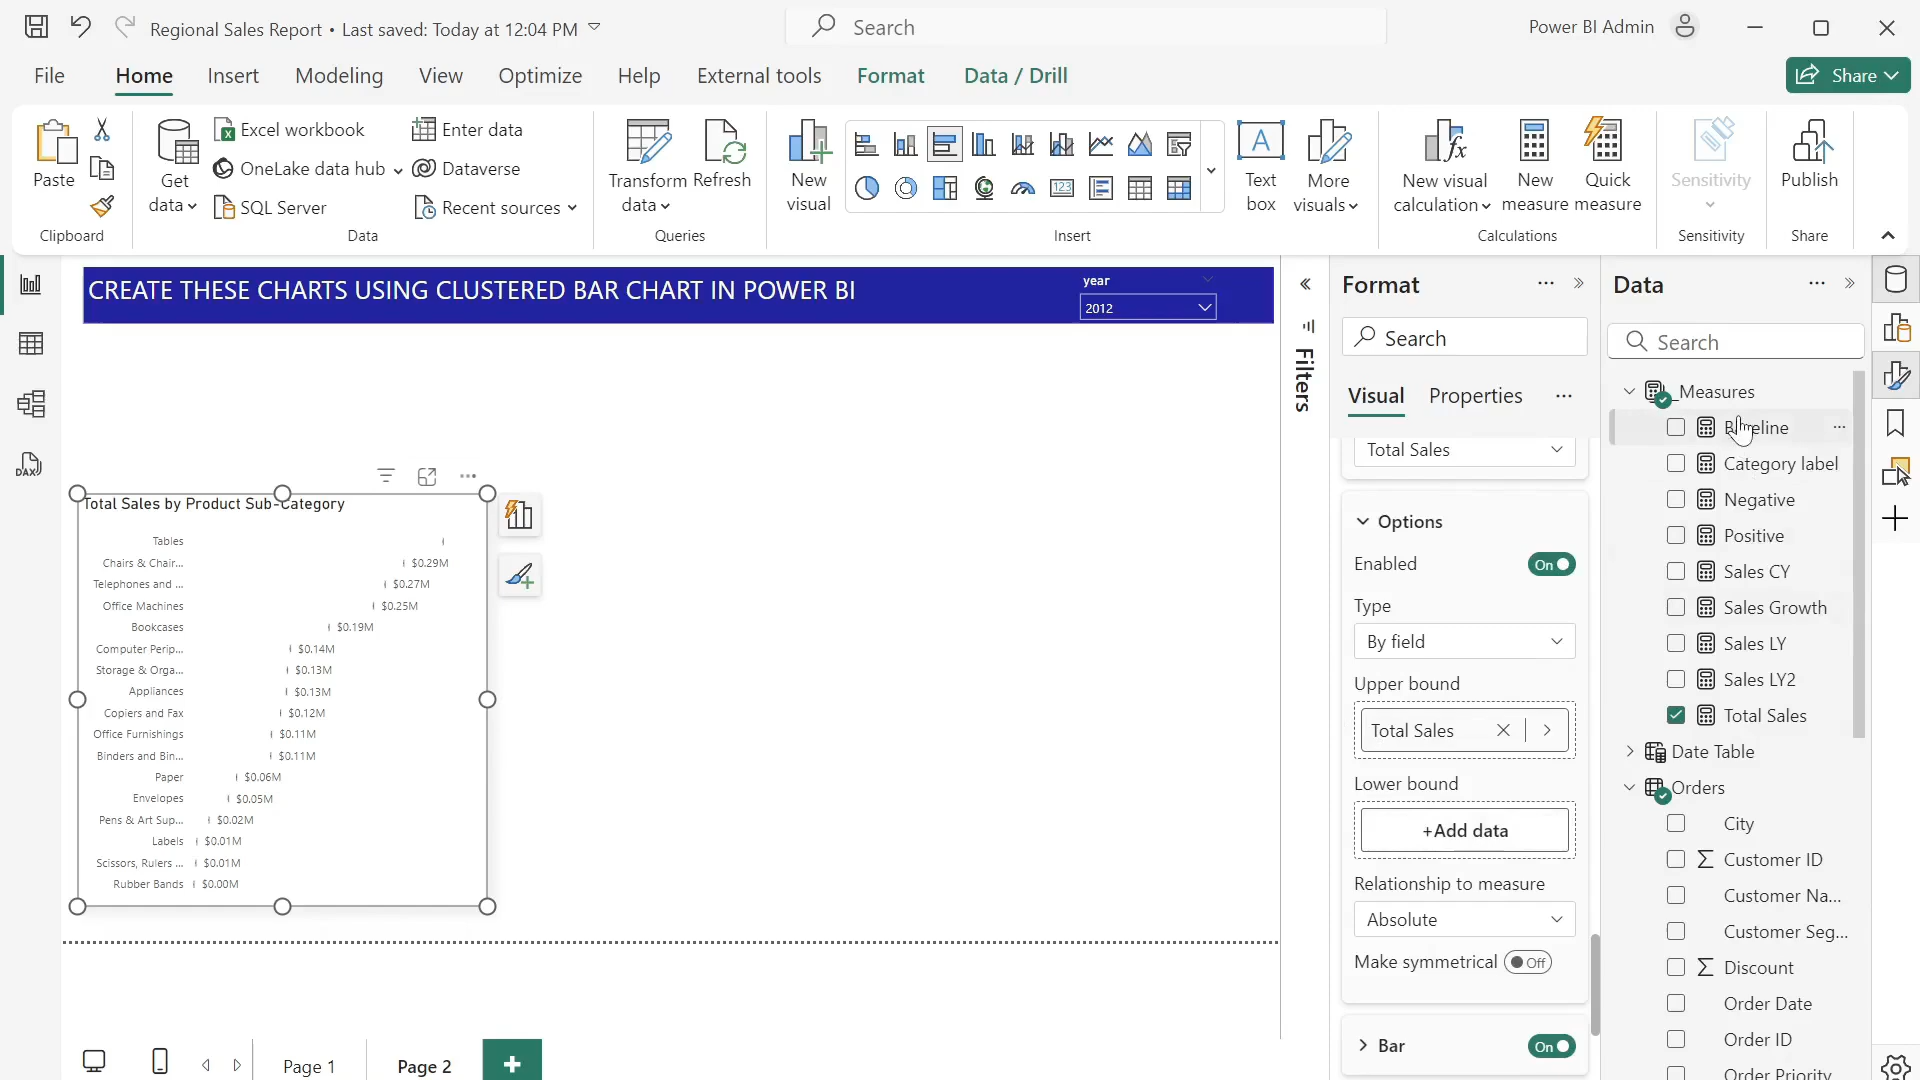 Regional Sales Report • Last saved: Today at 12:04 PM
Search
Power BI Admin
File
Home
Insert
Modeling
View
Optimize
Help
External tools
Format
Data / Drill
Share
Paste
Clipboard
Get data
Excel workbook
OneLake data hub
SQL Server
Enter data
Dataverse
Recent sources
Data
Transform data
Refresh
Queries
New visual
123
Insert
A
Text box
More visuals
New visual calculation
New measure
Quick measure
Calculations
Sensitivity
Sensitivity
Publish
Share
DAX
CREATE THESE CHARTS USING CLUSTERED BAR CHART IN POWER BI
year
2012
Total Sales by Product Sub-Category
Tables
Chairs & Chair... $0.29M
Telephones and ... $0.27M
Office Machines $0.25M
Bookcases $0.19M
Computer Perip... $0.14M
Storage & Orga... $0.13M
Appliances $0.13M
Copiers and Fax $0.12M
Office Furnishings $0.11M
Binders and Bin... $0.11M
Paper $0.06M
Envelopes $0.05M
Pens & Art Sup... $0.02M
Labels $0.01M
Scissors, Rulers ... $0.01M
Rubber Bands $0.00M
Page 1
Page 2
Filters
Format
Search
Visual
Properties
Total Sales
Options
Enabled On
Type
By field
Upper bound
Total Sales
Lower bound
+Add data
Relationship to measure
Absolute
Make symmetrical Off
Bar On
Data
Search
_Measures
Category label
Negative
Positive
Sales CY
Sales Growth
Sales LY
Sales LY2
Total Sales
Date Table
Orders
City
Customer ID
Customer Na...
Customer Seg...
Discount
Order Date
Order ID
Order Priority